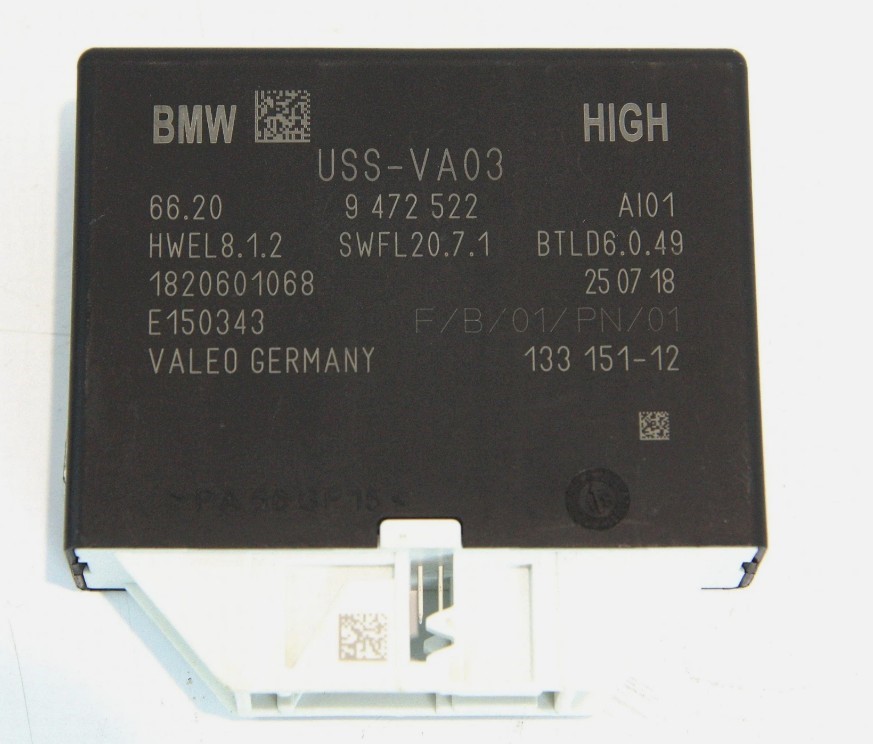 BMW HIGH
USS-VA03
66.20 9 472 522 AI01
HWEL8.1.2 SWFL20.7.1 BTLD6.0.49
1820601068 25 07 18
E150343 F/B/01/PN/01
VALEO GERMANY 133 151-12